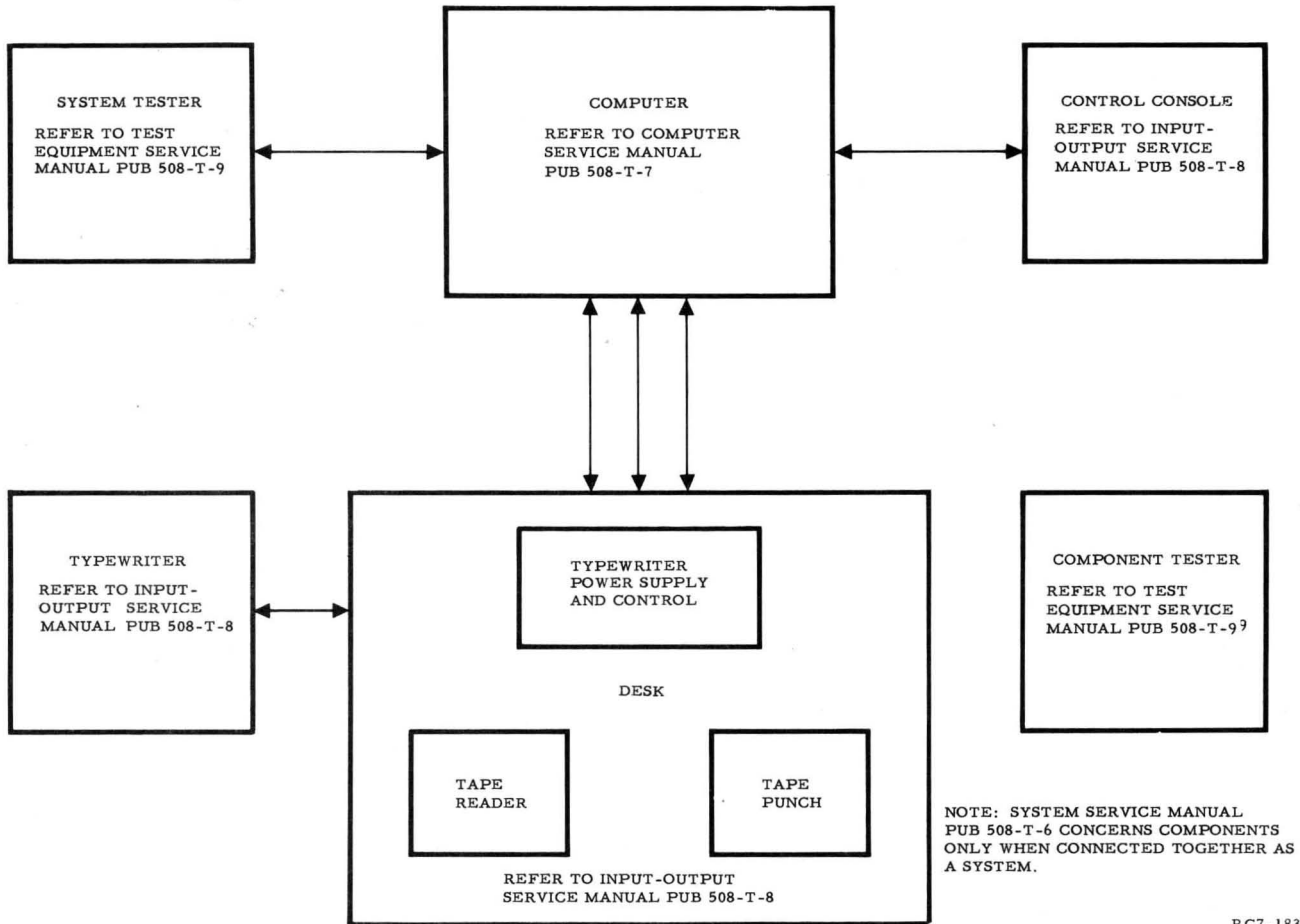 SYSTEM TESTER
REFER TO TEST
EQUIPMENT SERVICE
MANUAL PUB 508-T-9
COMPUTER
REFER TO COMPUTER
SERVICE MANUAL
PUB 508-T-7
CONTROL CONSOLE
REFER TO INPUT-
OUTPUT SERVICE
MANUAL PUB 508-T-8
TYPEWRITER
REFER TO INPUT-
OUTPUT SERVICE
MANUAL PUB 508-T-8
TYPEWRITER
POWER SUPPLY
AND CONTROL
DESK
TAPE
READER
TAPE
PUNCH
REFER TO INPUT-OUTPUT
SERVICE MANUAL PUB 508-T-8
COMPONENT TESTER
REFER TO TEST
EQUIPMENT SERVICE
MANUAL PUB 508-T-9
NOTE: SYSTEM SERVICE MANUAL
PUB 508-T-6 CONCERNS COMPONENTS
ONLY WHEN CONNECTED TOGETHER AS
A SYSTEM.